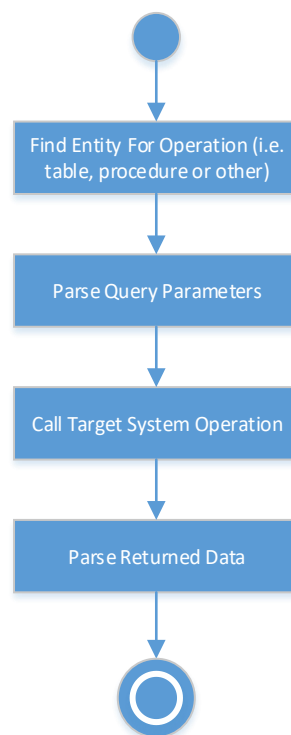 Find Entity For Operation (i.e.
table, procedure or other)
Parse Query Parameters
Call Target System Operation
Parse Returned Data